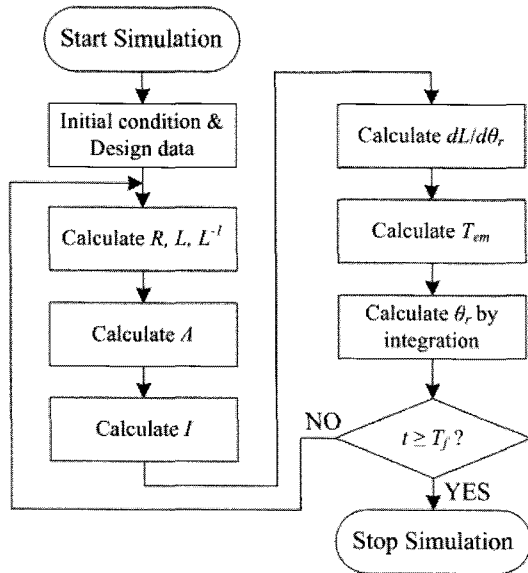 Start Simulation
Initial condition &
Design data
Calculate R, L, L⁻¹
Calculate Λ
Calculate I
Calculate dL/dθᵣ
Calculate Tₑₘ
Calculate θᵣ by
integration
NO
t ≥ T_f ?
YES
Stop Simulation